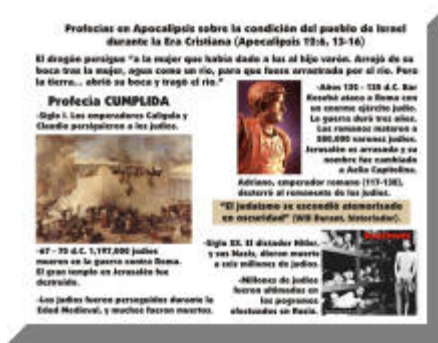 Profecías en Apocalipsis sobre la condición del pueblo de Israel
durante la Era Cristiana (Apocalipsis 12:6, 13-16)
El dragón persigue “a la mujer que había dado a luz al hijo varón. Arrojó de su
boca tras la mujer, agua como un río, para que fuese arrastrada por el río. Pero
la tierra... abrió su boca y tragó el río.”
Profecía CUMPLIDA
-Siglo I. Los emperadores Calígula y
Claudio persiguieron a los judíos.
-67 - 70 d.C. 1,197,000 judíos
mueren en la guerra contra Roma.
El gran templo en Jerusalén fue
destruido.
-Los judíos fueron perseguidos durante la
Edad Medieval, y muchos fueron muertos.
-Años 132 - 135 d.C. Bar
Kosebá ataca a Roma con
un enorme ejército judío.
La guerra duró tres años.
Los romanos mataron a
580,000 varones judíos.
Jerusalén es arrasada y su
nombre fue cambiado
a Aelia Capitolina.
Adriano, emperador romano (117-138),
desterró al remanente de los judíos.
“El judaísmo se escondió atemorizado
en oscuridad” (Will Durant, historiador).
-Siglo XX. El dictador Hitler,
y sus Nazis, dieron muerte
a seis millones de judíos.
-Millones de judíos
fueron ultimados en
los pogromos
efectuados en Rusia.